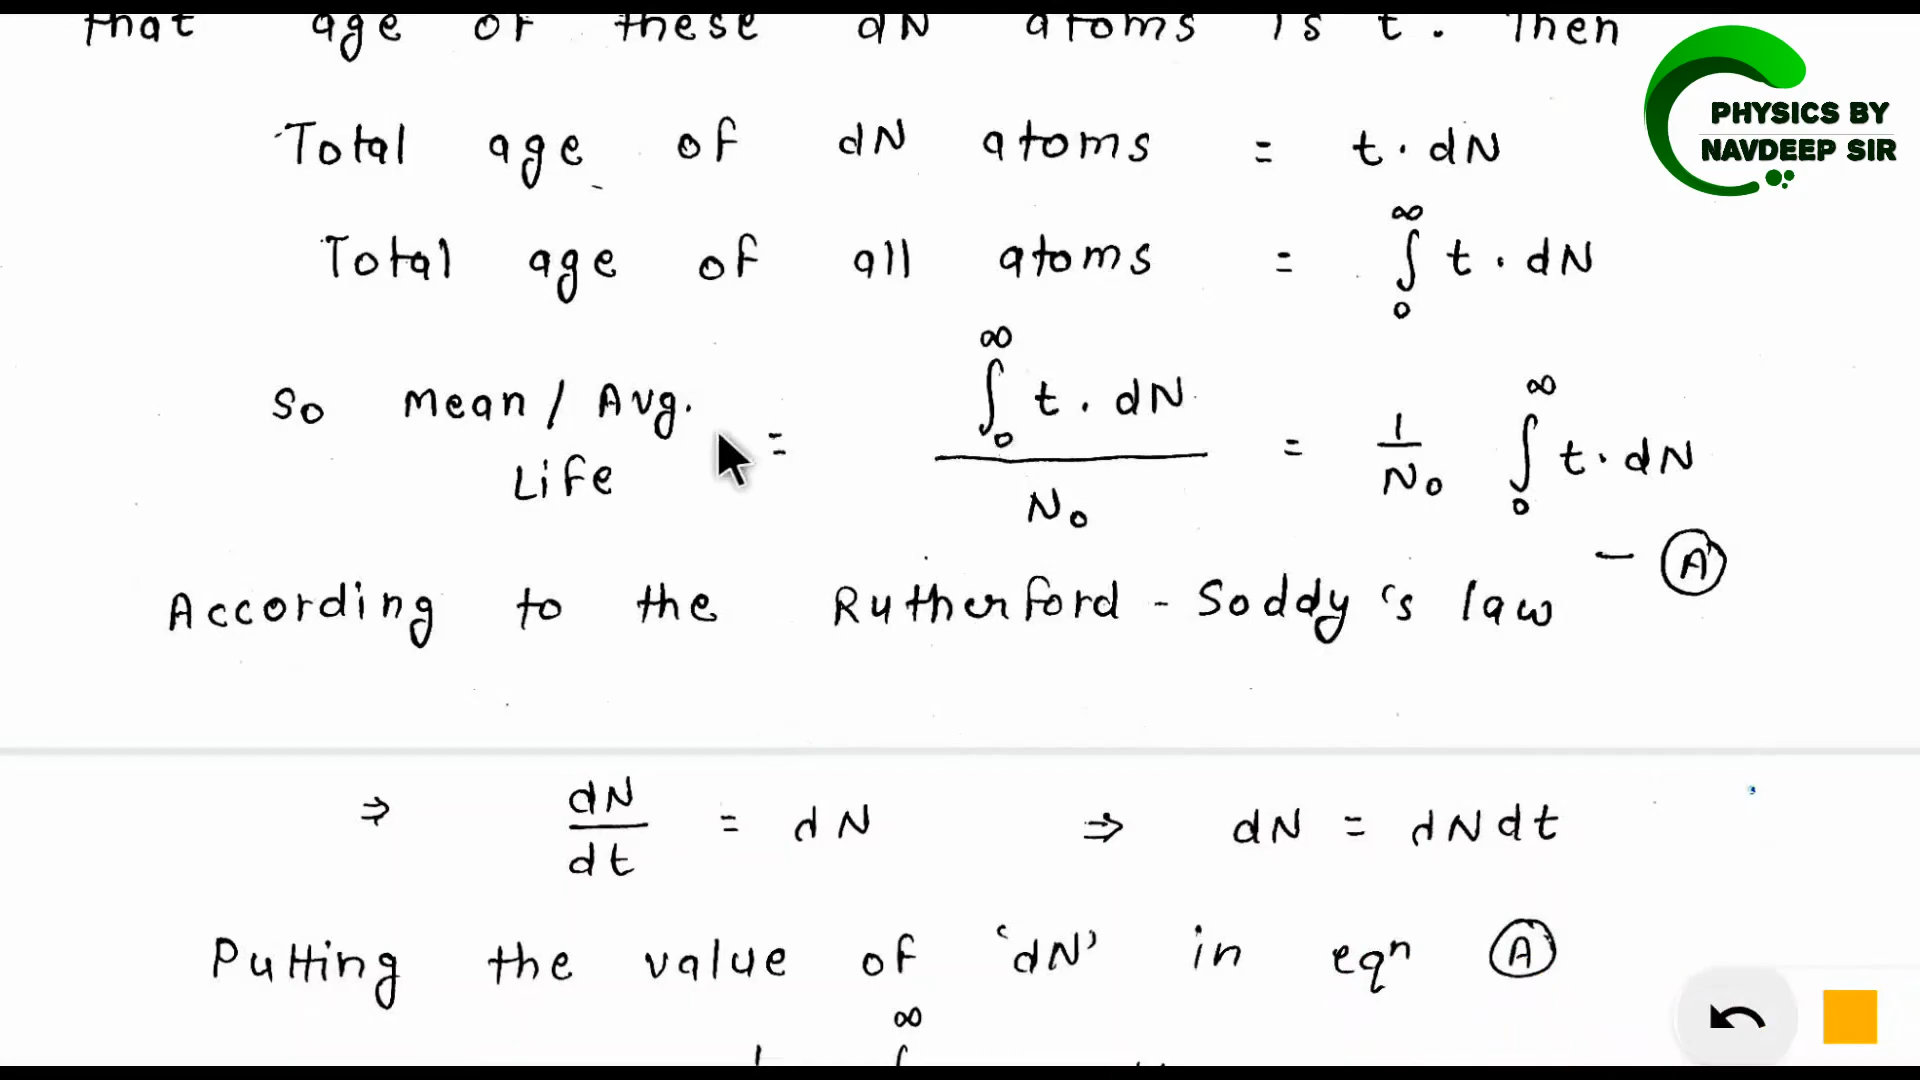 that age of these dN atoms is t. Then
PHYSICS BY
NAVDEEP SIR
Total age of dN atoms = t. dN
Total age of all atoms = ∫₀^∞ t. dN
So Mean / Avg. Life = ∫₀^∞ t. dN / N₀ = 1/N₀ ∫₀^∞ t. dN
— Ⓐ
According to the Rutherford - Soddy's law
⇒ dN/dt = dN ⇒ dN = dNdt
Putting the value of 'dN' in eqn Ⓐ
∞